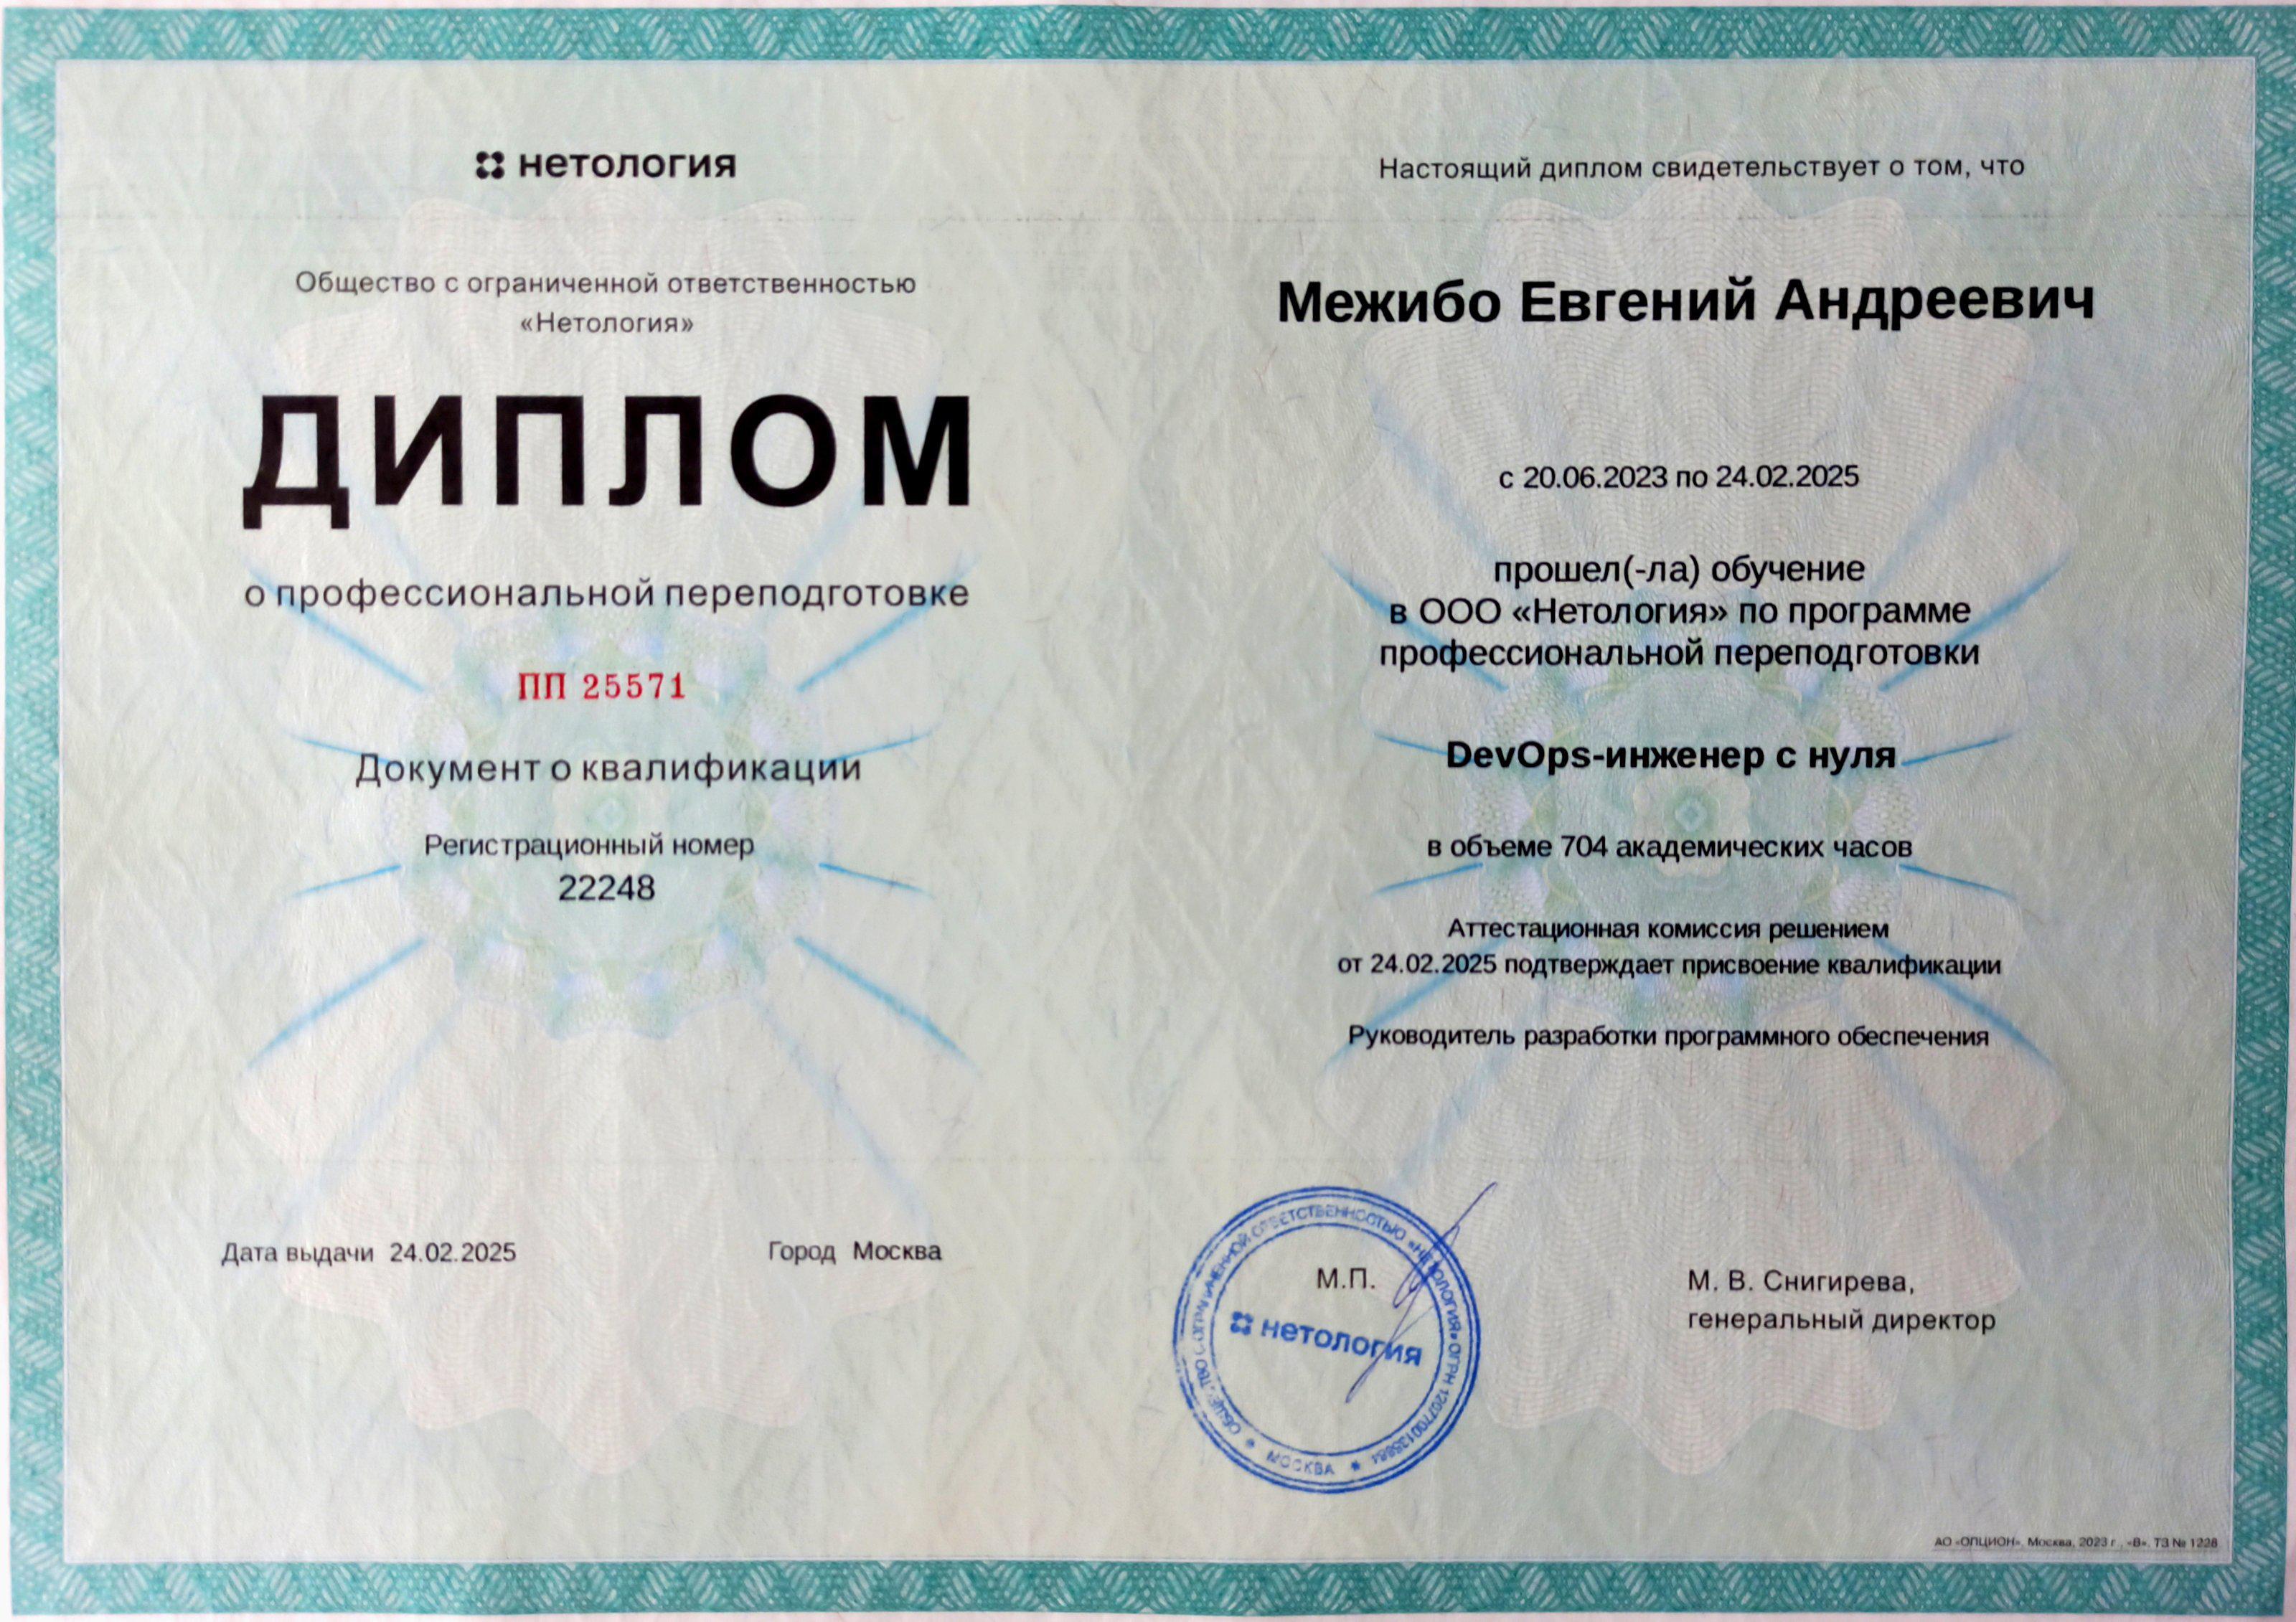 нетология
Общество с ограниченной ответственностью
«Нетология»
ДИПЛОМ
о профессиональной переподготовке
ПП 25571
Документ о квалификации
Регистрационный номер
22248
Дата выдачи 24.02.2025
Город Москва
Настоящий диплом свидетельствует о том, что
Межибо Евгений Андреевич
с 20.06.2023 по 24.02.2025
прошел(-ла) обучение
в ООО «Нетология» по программе
профессиональной переподготовки
DevOps-инженер с нуля
в объеме 704 академических часов
Аттестационная комиссия решением
от 24.02.2025 подтверждает присвоение квалификации
Руководитель разработки программного обеспечения
М.П.
ОБЩЕСТВО С ОГРАНИЧЕННОЙ ОТВЕТСТВЕННОСТЬЮ «НЕТОЛОГИЯ» ОГРН
МОСКВА
нетология
М. В. Снигирева,
генеральный директор
АО «ОПЦИОН», Москва, 2023 г., «В». ТЗ № 1228